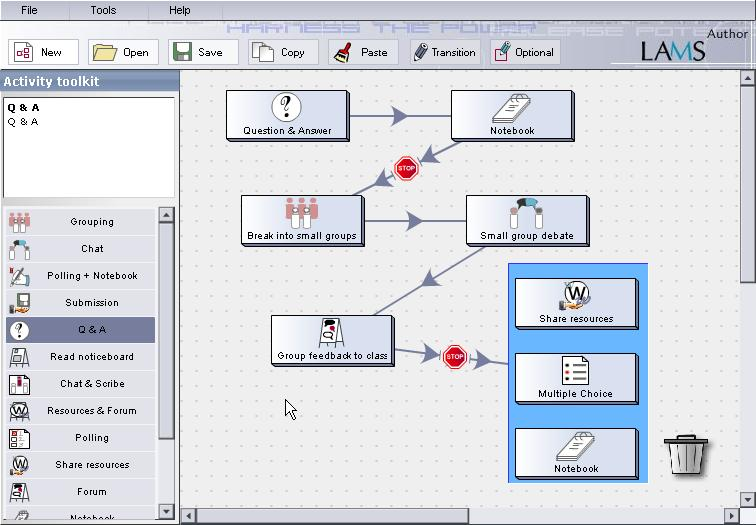 File Tools Help
HARNESS THE POWER
RELEASE POTE
Author
New Open Save Copy Paste Transition Optional
LAMS
Activity toolkit
Q & A
Q & A
Grouping
Chat
Polling + Notebook
Submission
Q & A
Read noticeboard
Chat & Scribe
Resources & Forum
Polling
Share resources
Forum
Notebook
Question & Answer
Notebook
STOP
Break into small groups
Small group debate
Group feedback to class
STOP
Share resources
Multiple Choice
Notebook